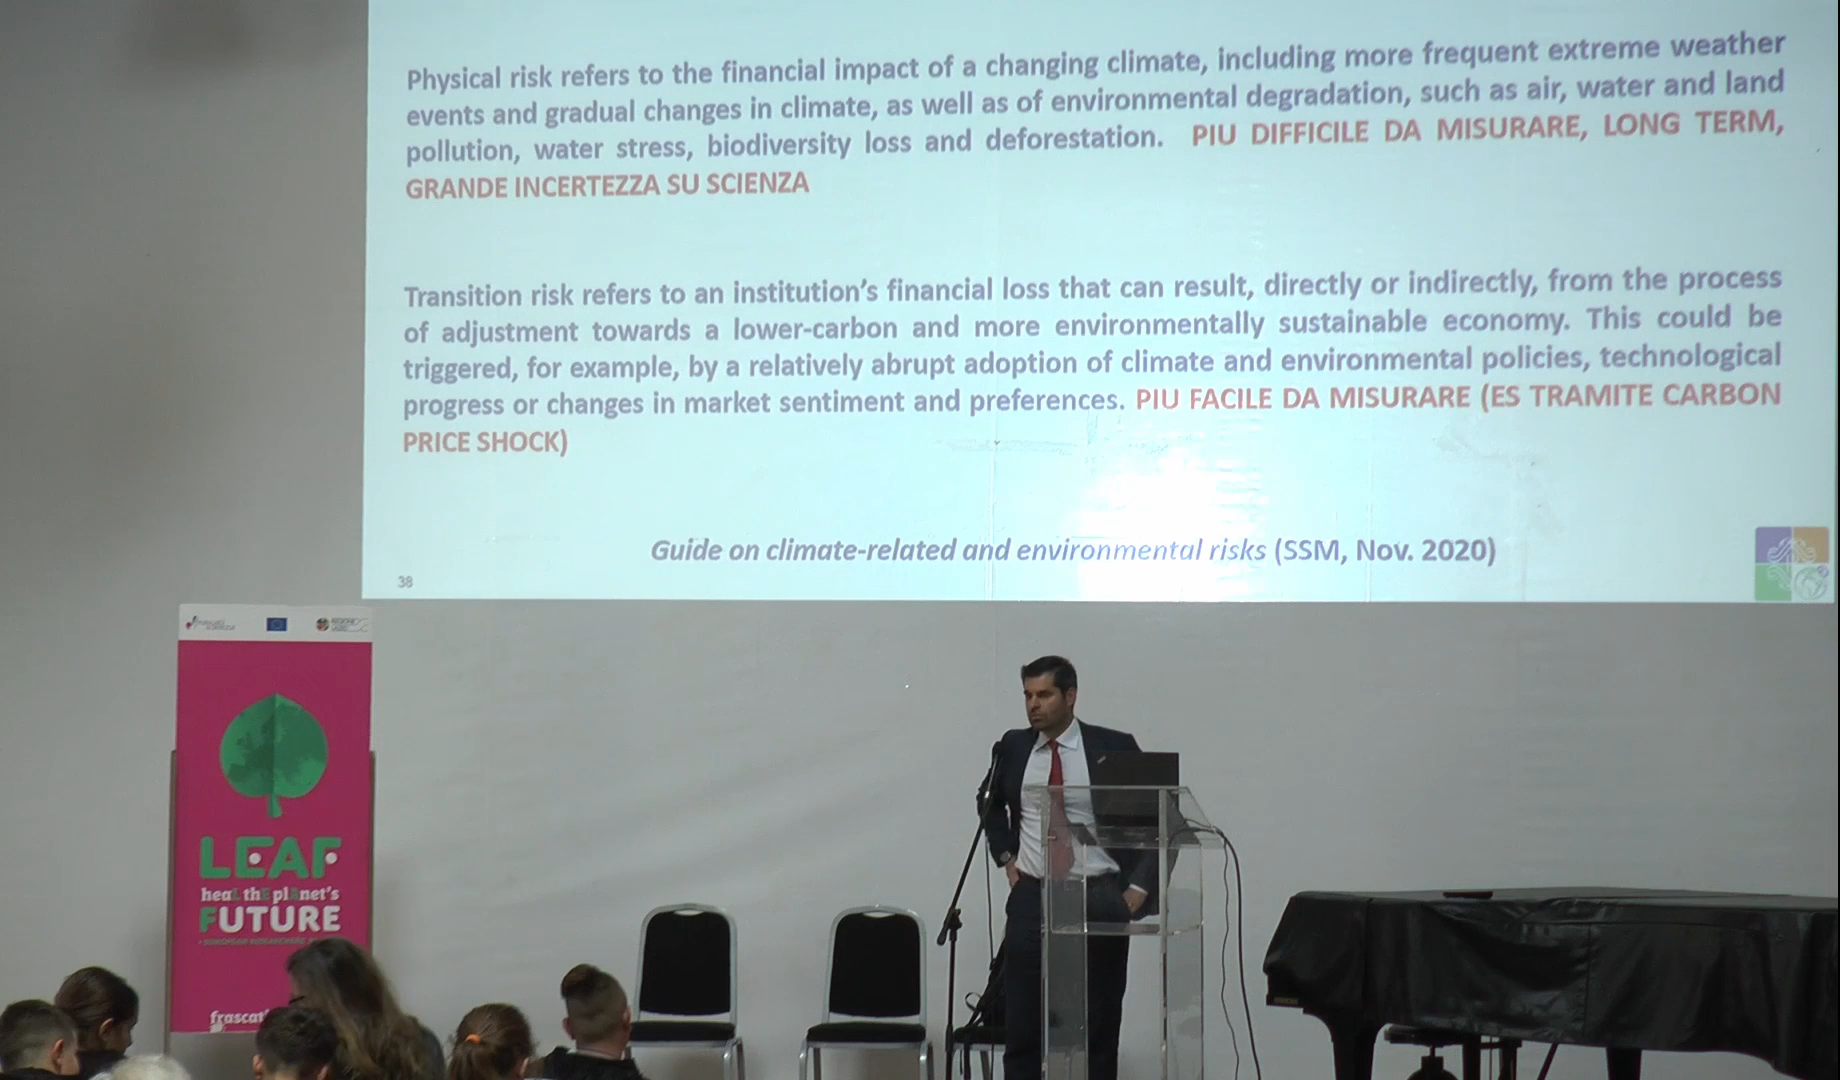 Physical risk refers to the financial impact of a changing climate, including more frequent extreme weather
events and gradual changes in climate, as well as of environmental degradation, such as air, water and land
pollution, water stress, biodiversity loss and deforestation. PIU DIFFICILE DA MISURARE, LONG TERM,
GRANDE INCERTEZZA SU SCIENZA
Transition risk refers to an institution's financial loss that can result, directly or indirectly, from the process
of adjustment towards a lower-carbon and more environmentally sustainable economy. This could be
triggered, for example, by a relatively abrupt adoption of climate and environmental policies, technological
progress or changes in market sentiment and preferences. PIU FACILE DA MISURARE (ES TRAMITE CARBON
PRICE SHOCK)
Guide on climate-related and environmental risks (SSM, Nov. 2020)
38
LEAF
heal thE plAnet's
FUTURE
frascat